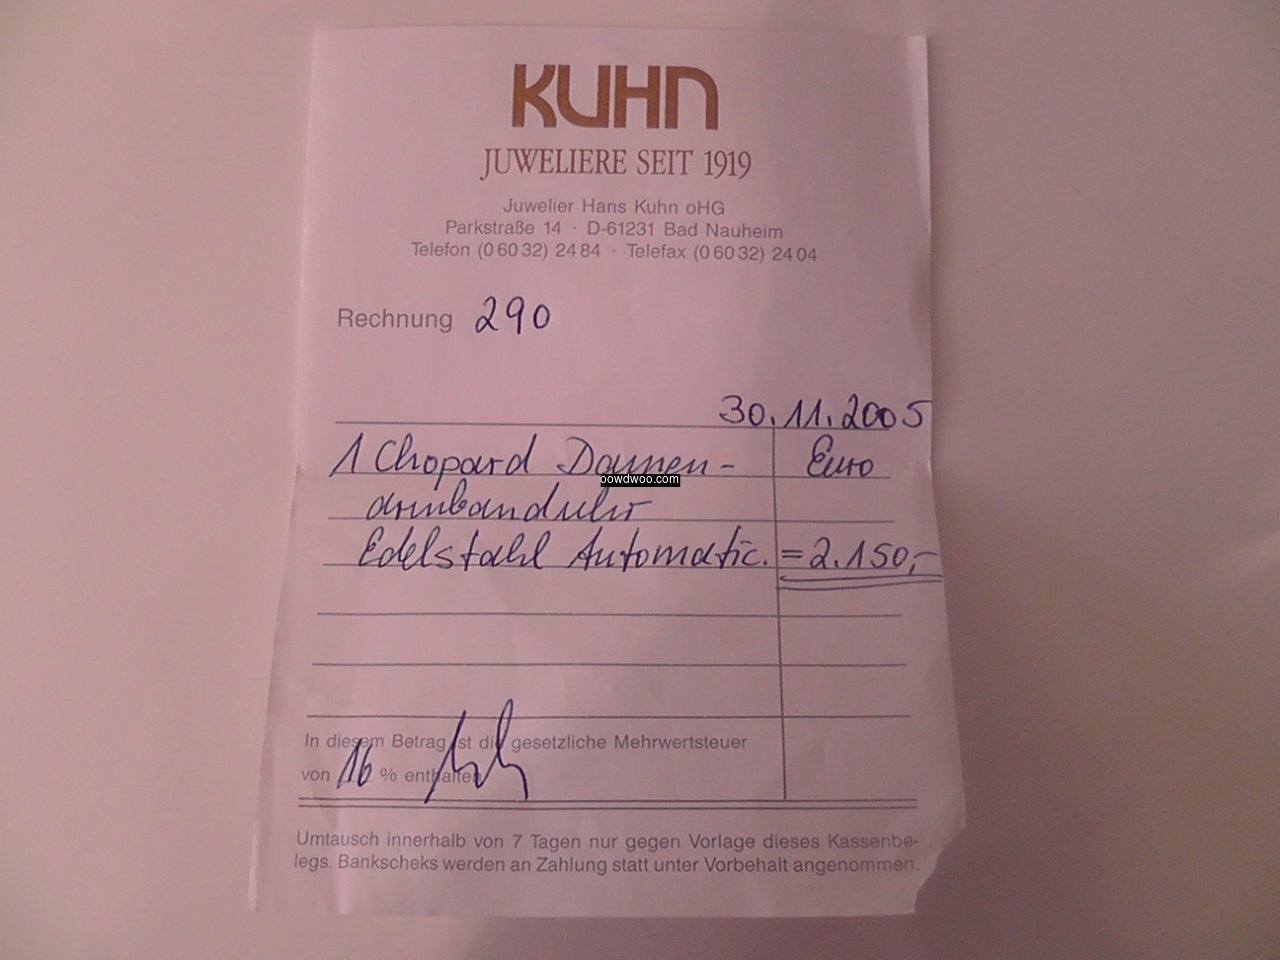 KUHN
JUWELIERE SEIT 1919
Juwelier Hans Kuhn oHG
Parkstraße 14 · D-61231 Bad Nauheim
Telefon (0 60 32) 24 84 · Telefax (0 60 32) 24 04
Rechnung 290
30.11.2005
1 Chopard Damen- Euro
oowdwoo.com
armbanduhr
Edelstahl Automatic. = 2.150,-
In diesem Betrag ist die gesetzliche Mehrwertsteuer
von 16 % enthalten
Umtausch innerhalb von 7 Tagen nur gegen Vorlage dieses Kassenbe-
legs. Bankscheks werden an Zahlung statt unter Vorbehalt angenommen.